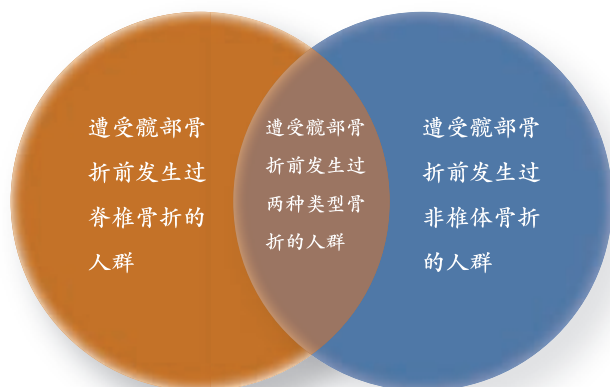 遭受髋部骨
折前发生过
脊椎骨折的
人群
遭受髋部骨
折前发生过
两种类型骨
折的人群
遭受髋部骨
折前发生过
非椎体骨折
的人群